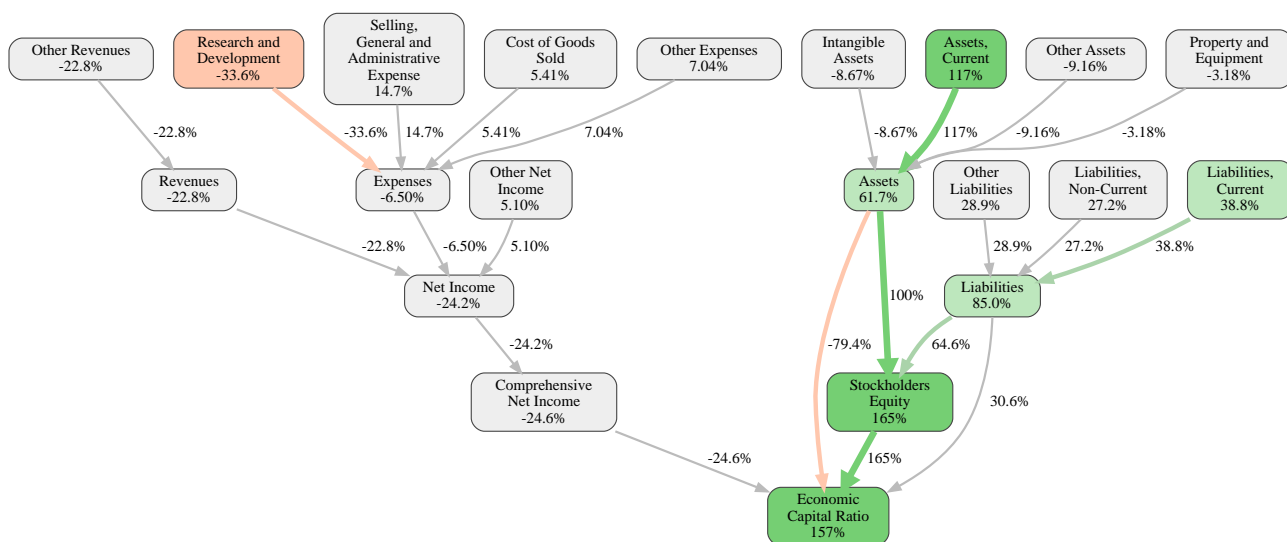 Other Revenues
-22.8%
Research and
Development
-33.6%
Selling,
General and
Administrative
Expense
14.7%
Cost of Goods
Sold
5.41%
Other Expenses
7.04%
Intangible
Assets
-8.67%
Assets,
Current
117%
Other Assets
-9.16%
Property and
Equipment
-3.18%
-22.8%
-33.6%
14.7%
5.41%
7.04%
-8.67%
117%
-9.16%
-3.18%
Revenues
-22.8%
Expenses
-6.50%
Other Net
Income
5.10%
Assets
61.7%
Other
Liabilities
28.9%
Liabilities,
Non-Current
27.2%
Liabilities,
Current
38.8%
-22.8%
-6.50%
5.10%
28.9%
27.2%
38.8%
Net Income
-24.2%
Liabilities
85.0%
100%
-24.2%
-79.4%
64.6%
Comprehensive
Net Income
-24.6%
Stockholders
Equity
165%
30.6%
-24.6%
165%
Economic
Capital Ratio
157%